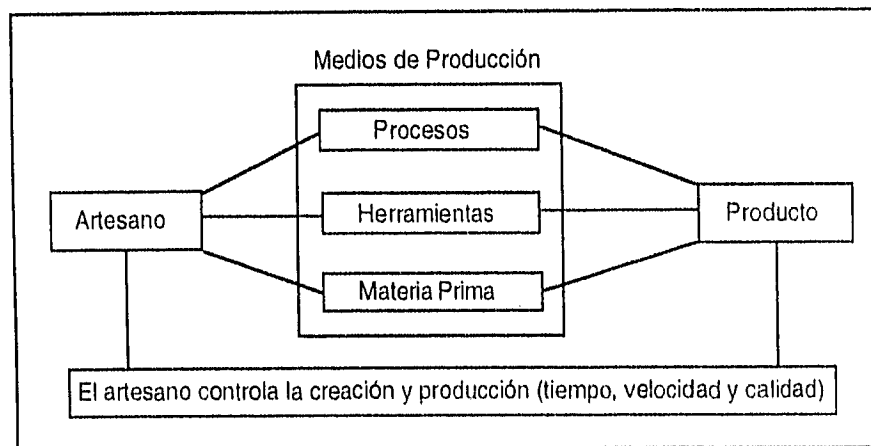 Medios de Producción
Procesos
Artesano
Herramientas
Producto
Materia Prima
El artesano controla la creación y producción (tiempo, velocidad y calidad)